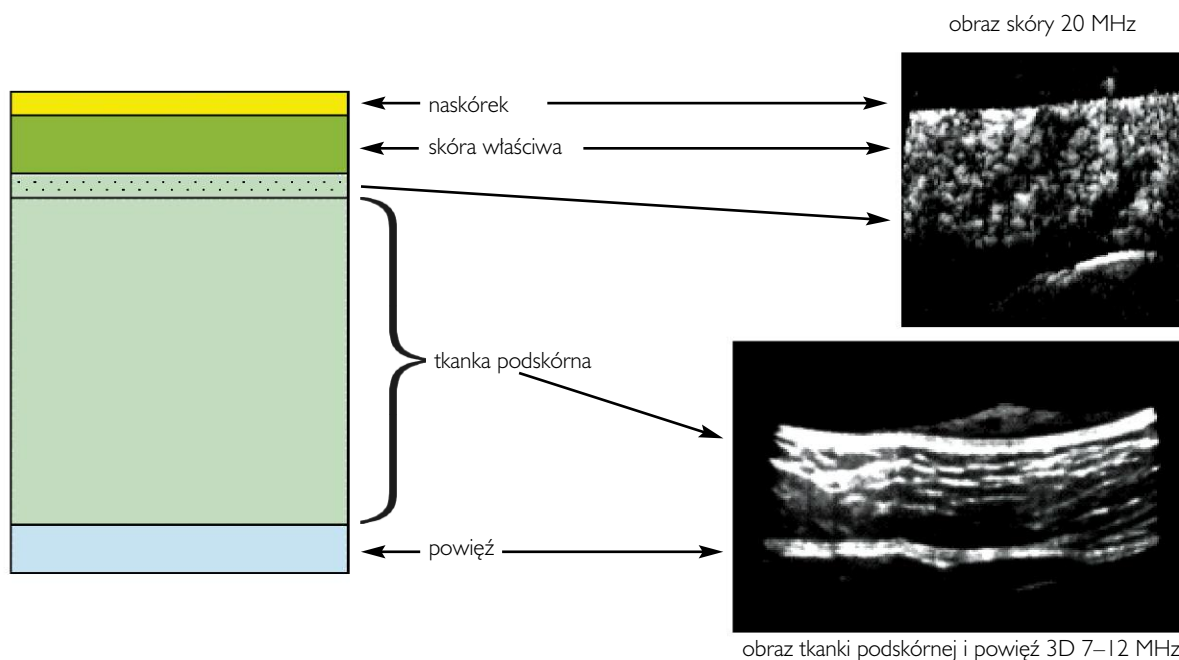 obraz skóry 20 MHz
naskórek
skóra właściwa
tkanka podskórna
powięź
obraz tkanki podskórnej i powięź 3D 7–12 MHz